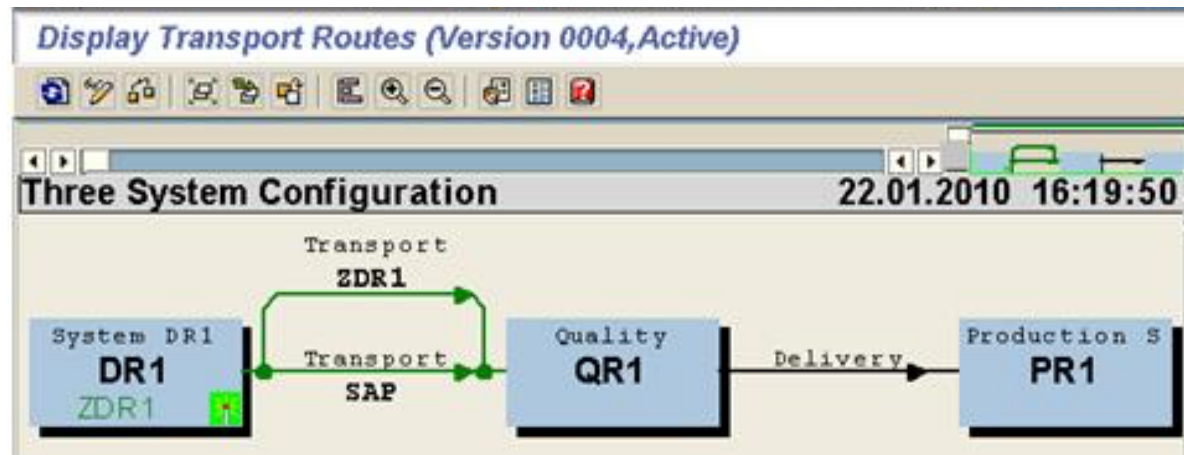 Display Transport Routes (Version 0004,Active)
Three System Configuration 22.01.2010 16:19:50
Transport
ZDR1
System DR1
DR1
ZDR1
Transport
SAP
Quality
QR1
Delivery
Production S
PR1